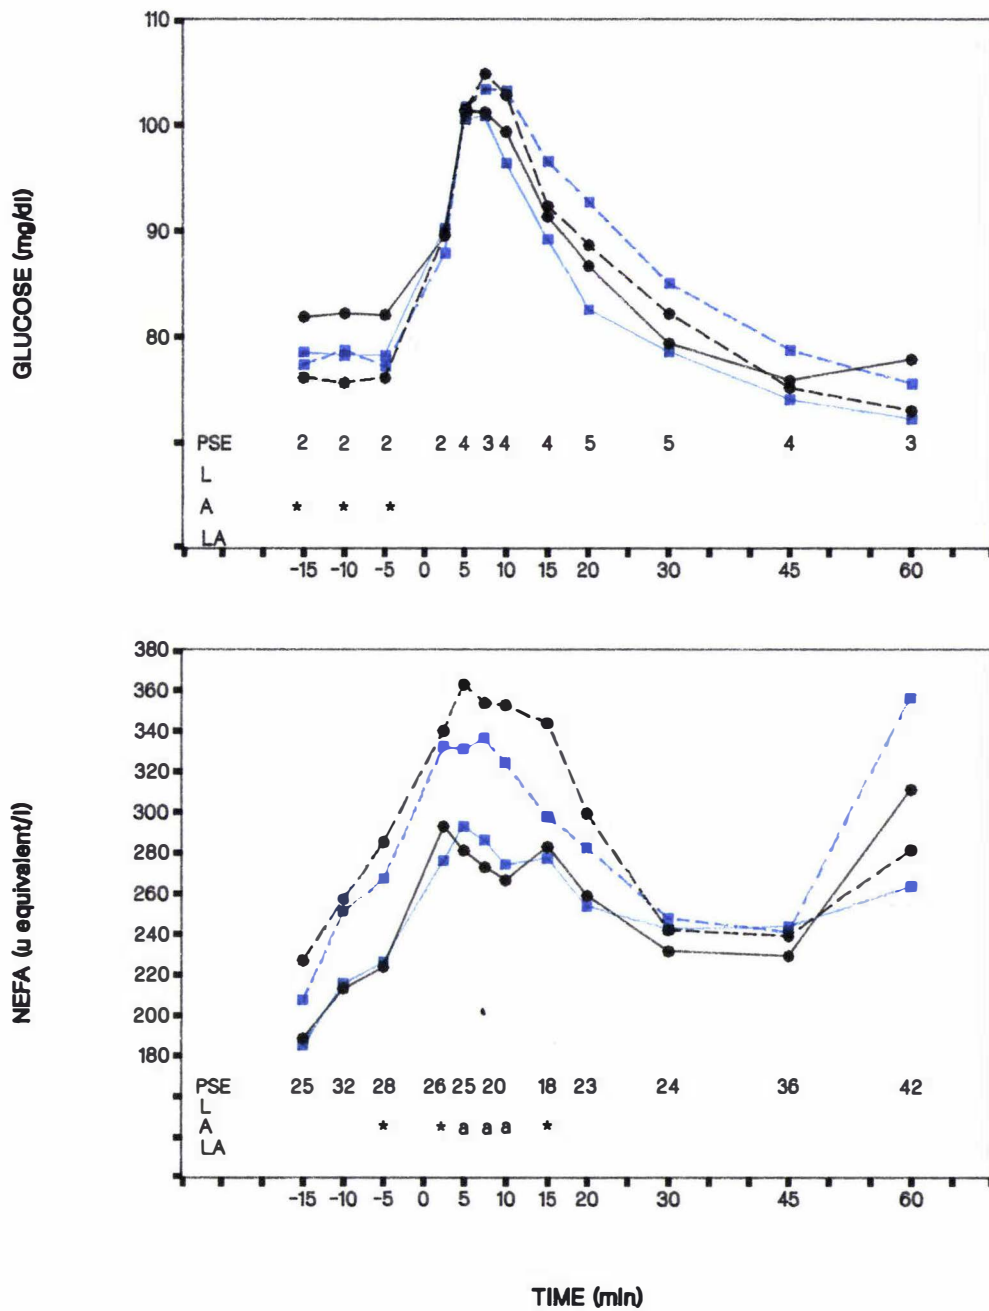 110
100
90
80
GLUCOSE (mg/dl)
PSE 2 2 2 2 4 3 4 4 5 5 4 3
L
A * * *
LA
-15 -10 -5 0 5 10 15 20 30 45 60
380
360
340
320
300
280
260
240
220
200
180
NEFA (u equivalent/l)
PSE 25 32 28 26 25 20 18 23 24 36 42
L
A * * a a a *
LA
-15 -10 -5 0 5 10 15 20 30 45 60
TIME (min)